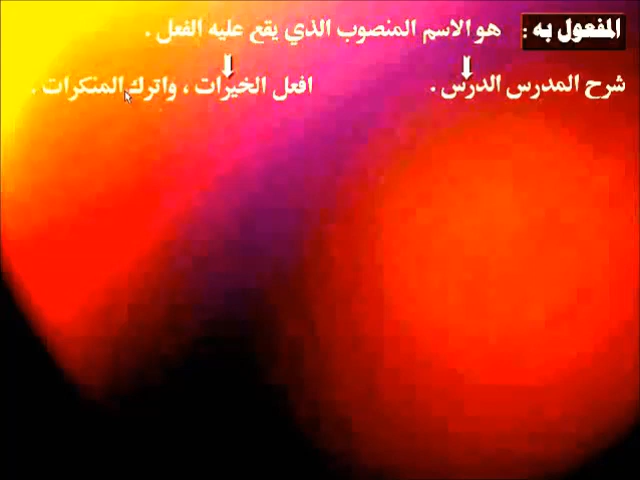 المفعول به : هو الاسم المنصوب الذي يقع عليه الفعل .
شرح المدرس الدرس . افعل الخيرات ، واترك المنكرات .